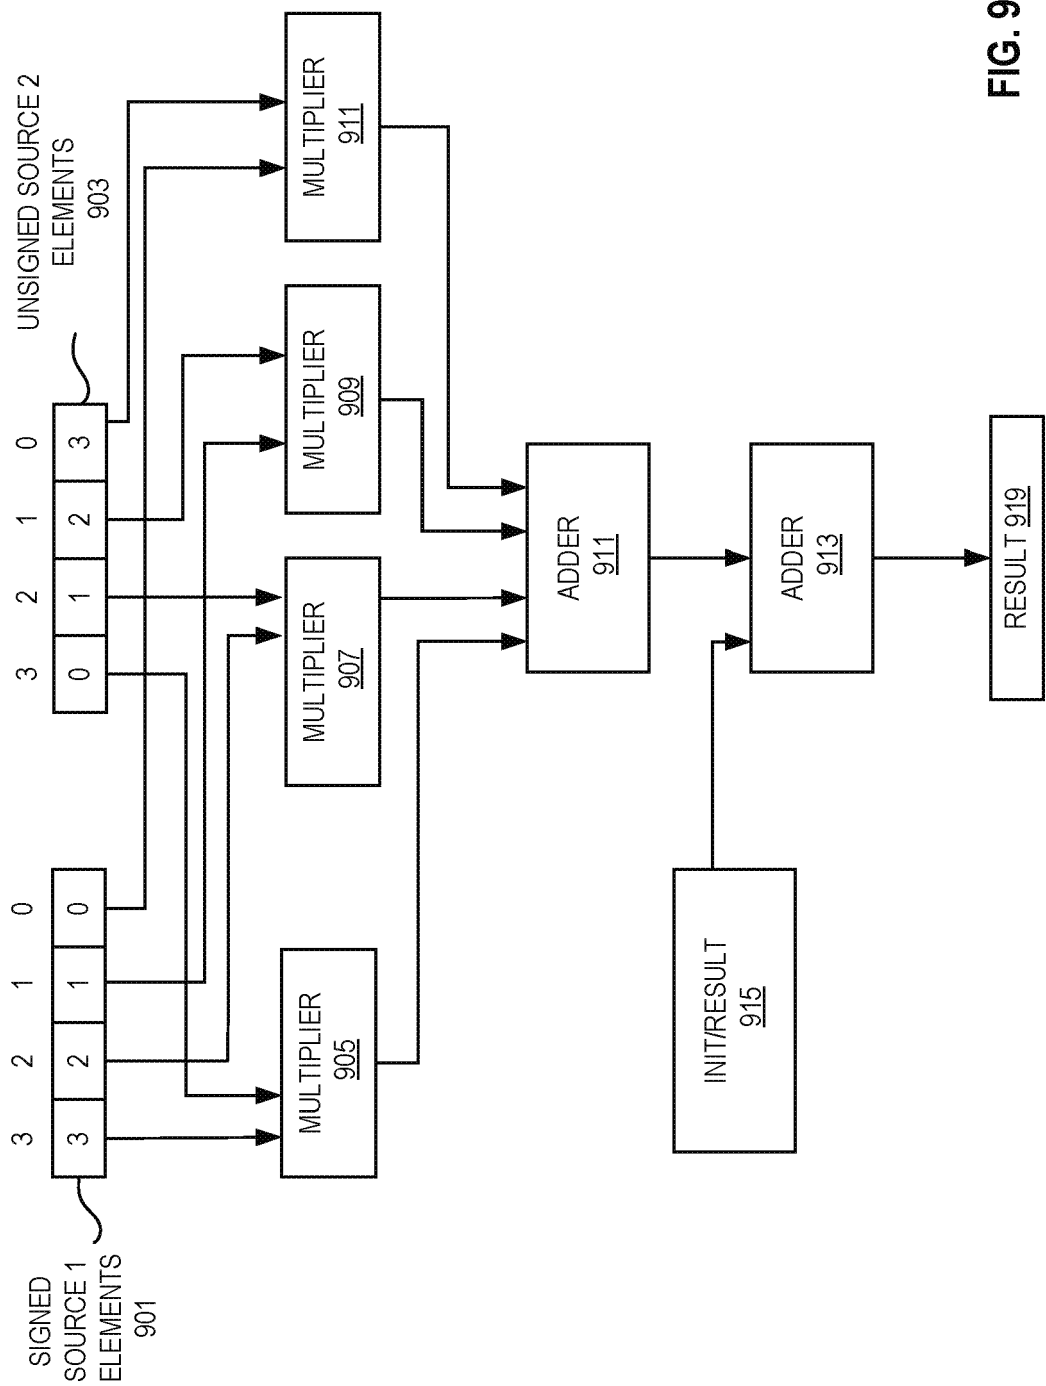 3
2
1
0
3
2
1
0
SIGNED
SOURCE 1
ELEMENTS
901
3
2
1
0
0
1
2
3
UNSIGNED SOURCE 2
ELEMENTS
903
MULTIPLIER
905
MULTIPLIER
907
MULTIPLIER
909
MULTIPLIER
911
ADDER
911
INIT/RESULT
915
ADDER
913
RESULT 919
FIG. 9